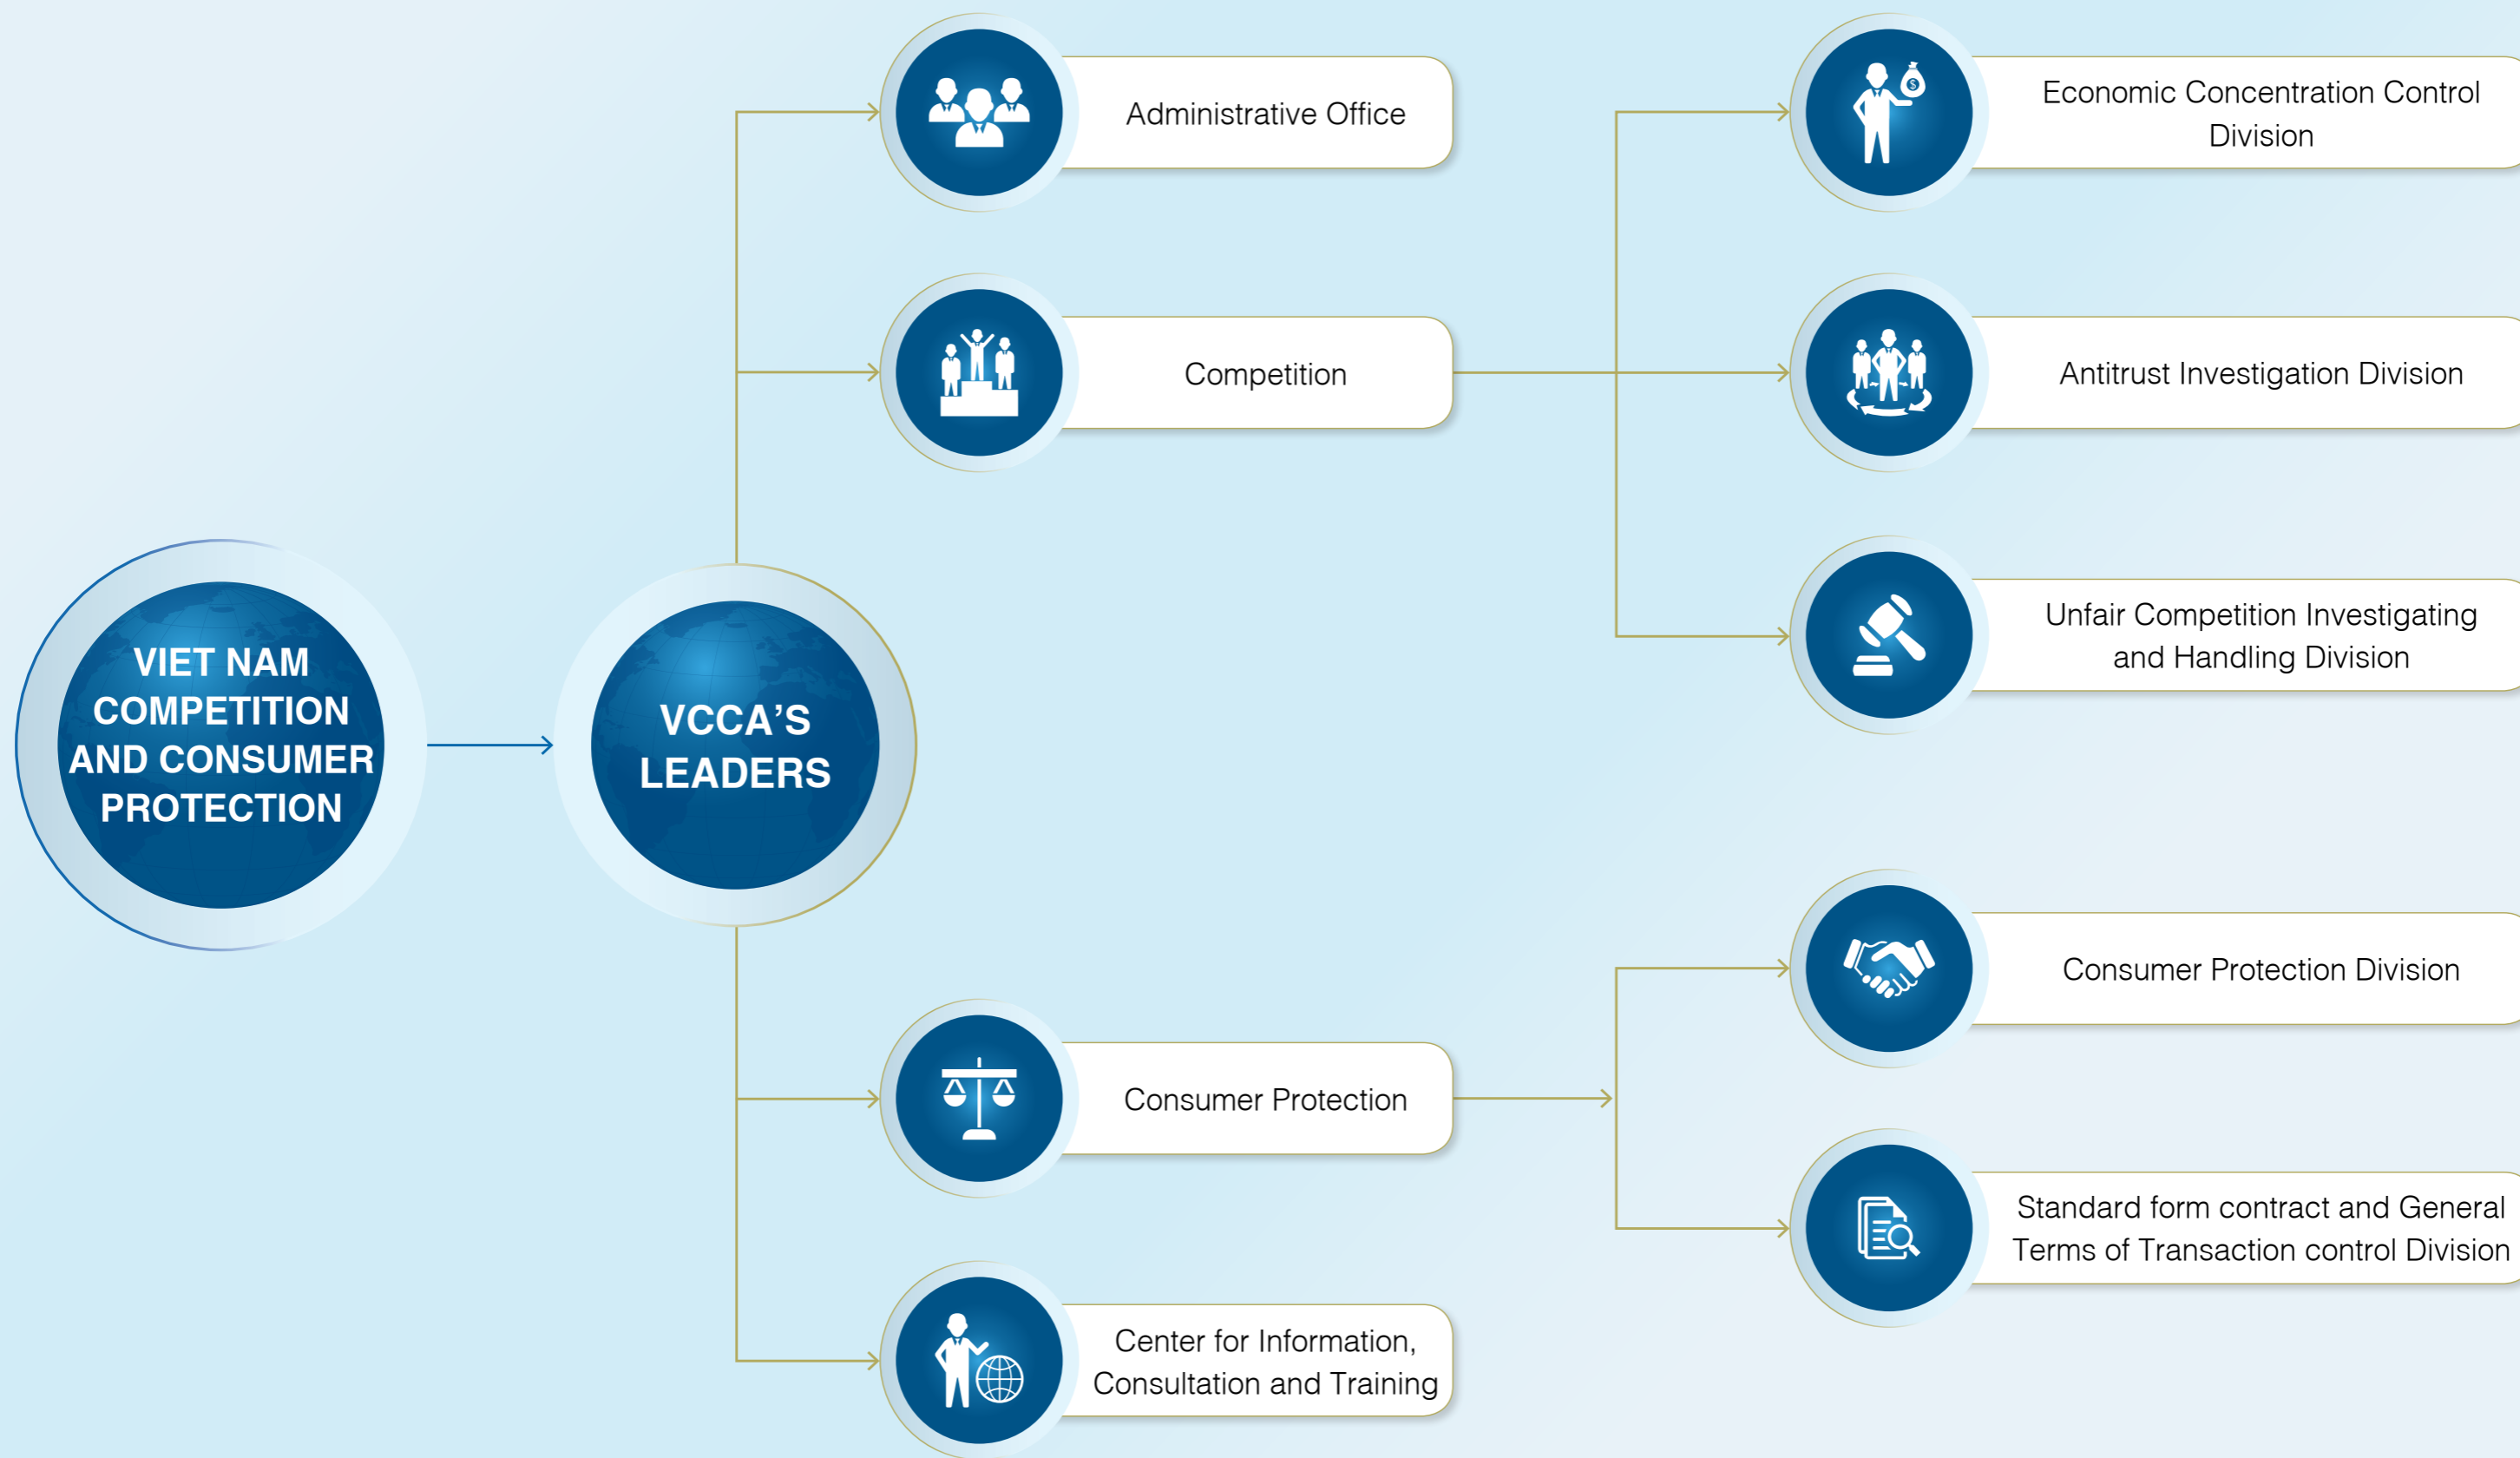 VIET NAM
COMPETITION
AND CONSUMER
PROTECTION
VCCA'S
LEADERS
Administrative Office
Competition
Consumer Protection
Center for Information,
Consultation and Training
Economic Concentration Control
Division
Antitrust Investigation Division
Unfair Competition Investigating
and Handling Division
Consumer Protection Division
Standard form contract and General
Terms of Transaction control Division